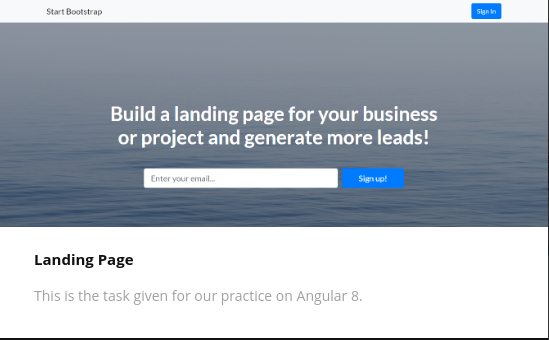 Start Bootstrap
Sign In
Build a landing page for your business
or project and generate more leads!
Enter your email...
Sign up!
Landing Page
This is the task given for our practice on Angular 8.